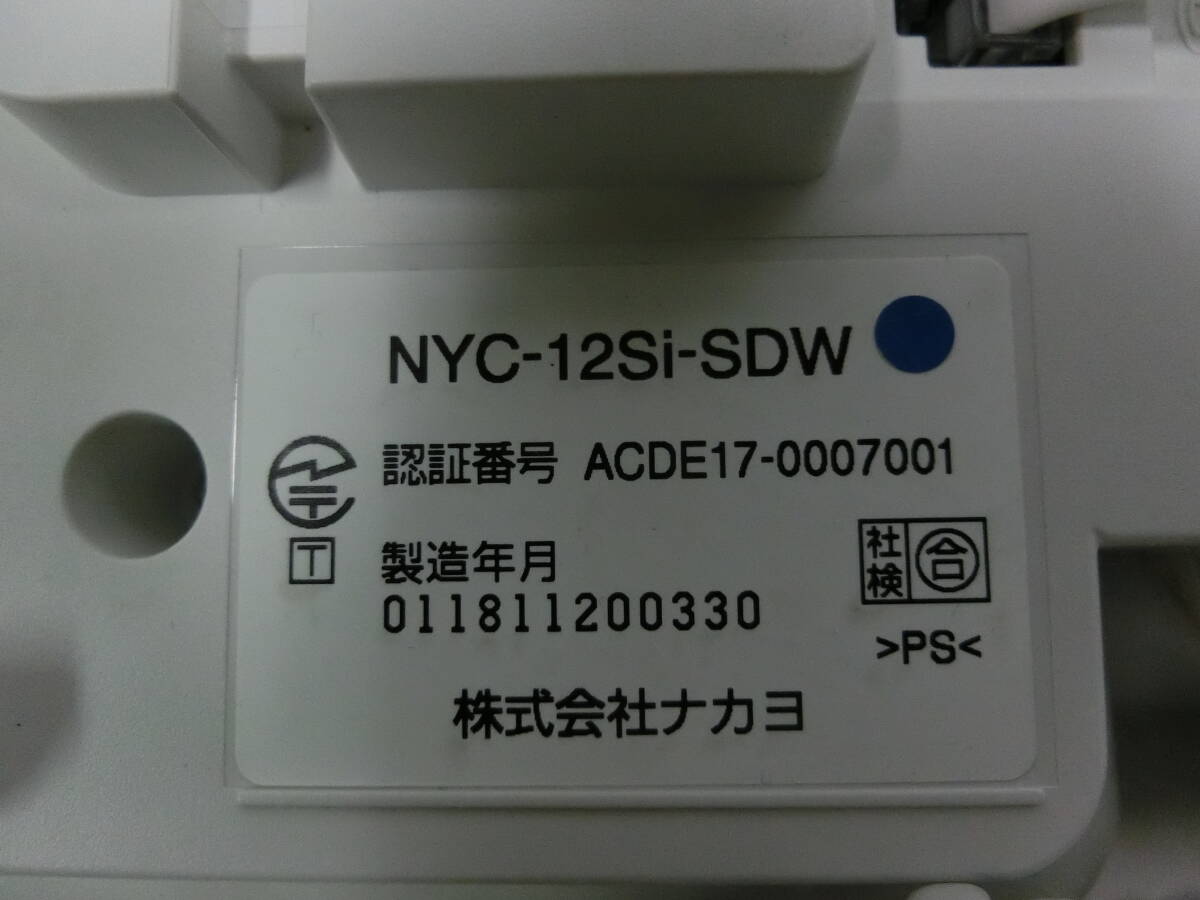 NYC-12Si-SDW
認証番号 ACDE17-0007001
T
製造年月
011811200330
社検 合
>PS<
株式会社ナカヨ